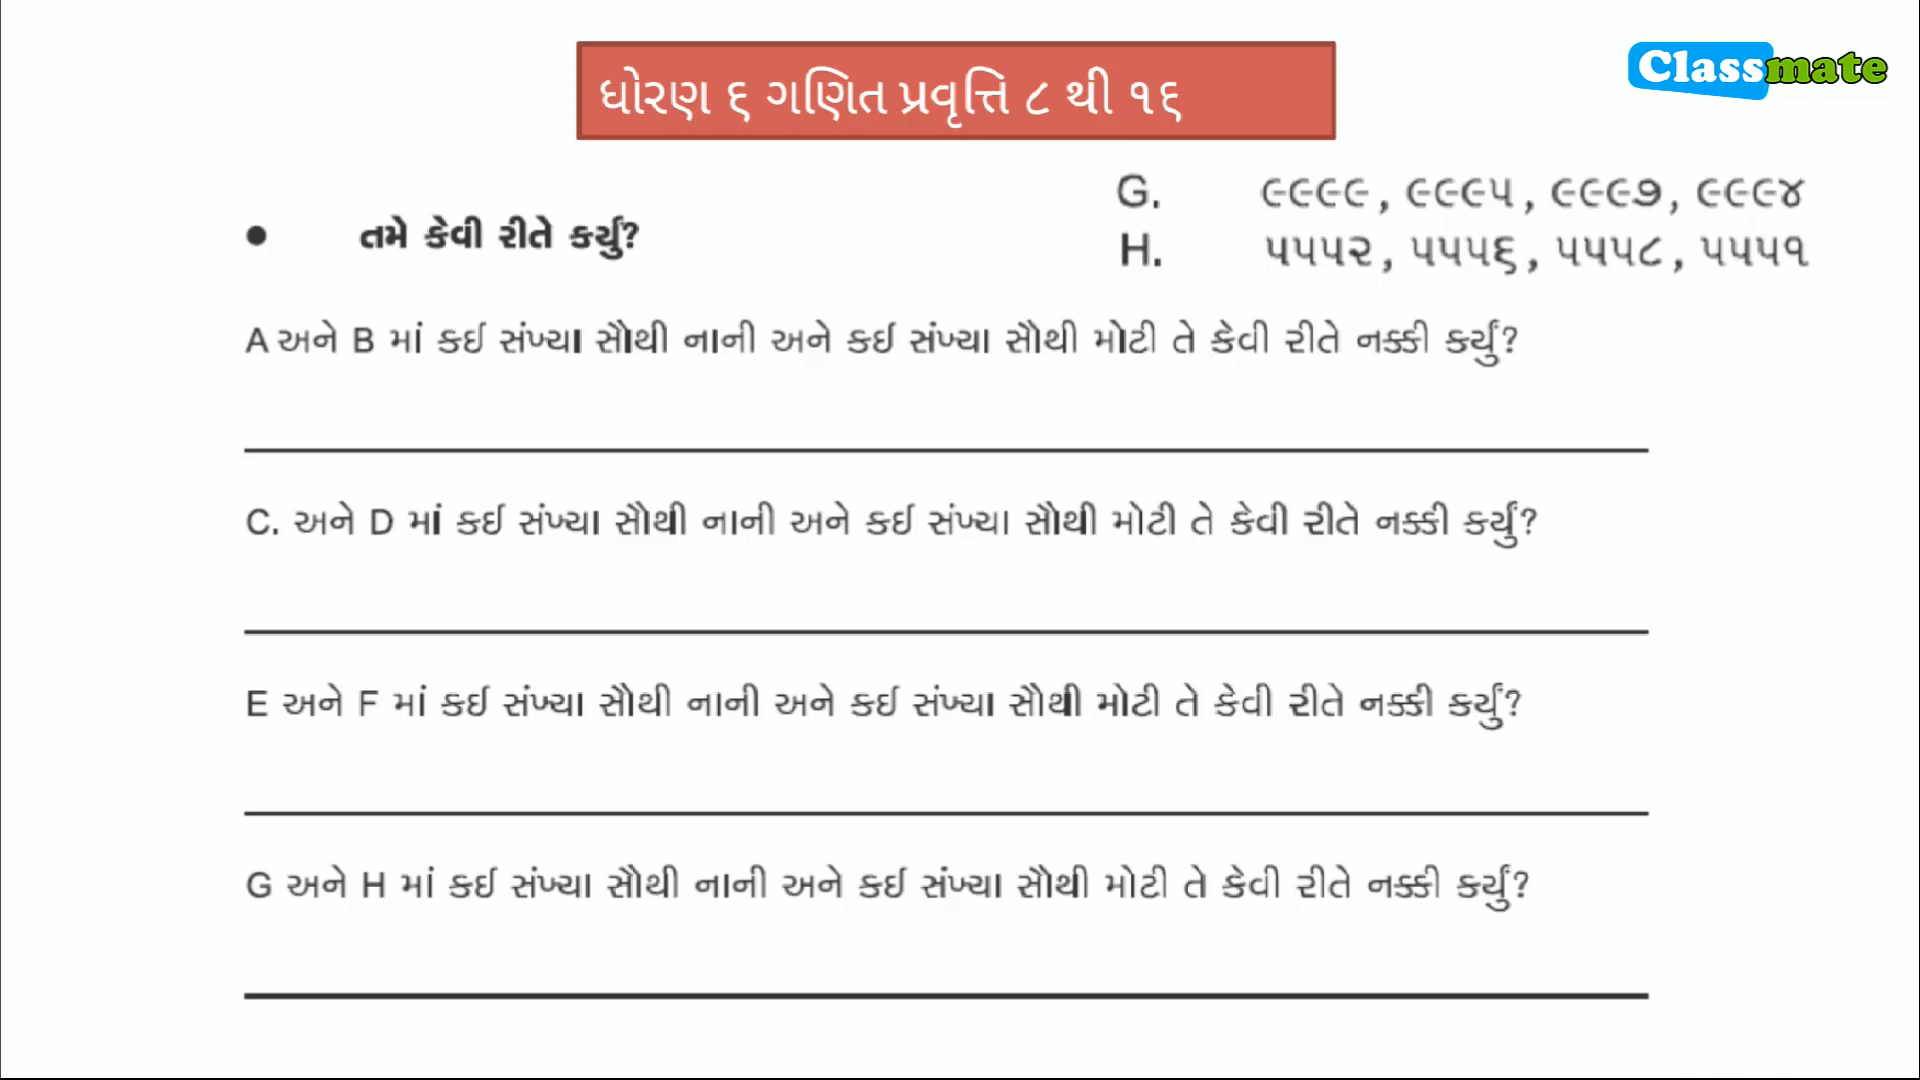 Classmate
ધોરણ ૬ ગણિત પ્રવૃત્તિ ૮ થી ૧૬
G. ૯૯૯૯, ૯૯૯૫, ૯૯૯૭, ૯૯૯૪
● તમે કેવી રીતે કર્યું?
H. ૫૫૫૨, ૫૫૫૬, ૫૫૫૮, ૫૫૫૧
A અને B માં કઈ સંખ્યા સૌથી નાની અને કઈ સંખ્યા સૌથી મોટી તે કેવી રીતે નક્કી કર્યું?
C. અને D માં કઈ સંખ્યા સૌથી નાની અને કઈ સંખ્યા સૌથી મોટી તે કેવી રીતે નક્કી કર્યું?
E અને F માં કઈ સંખ્યા સૌથી નાની અને કઈ સંખ્યા સૌથી મોટી તે કેવી રીતે નક્કી કર્યું?
G અને H માં કઈ સંખ્યા સૌથી નાની અને કઈ સંખ્યા સૌથી મોટી તે કેવી રીતે નક્કી કર્યું?